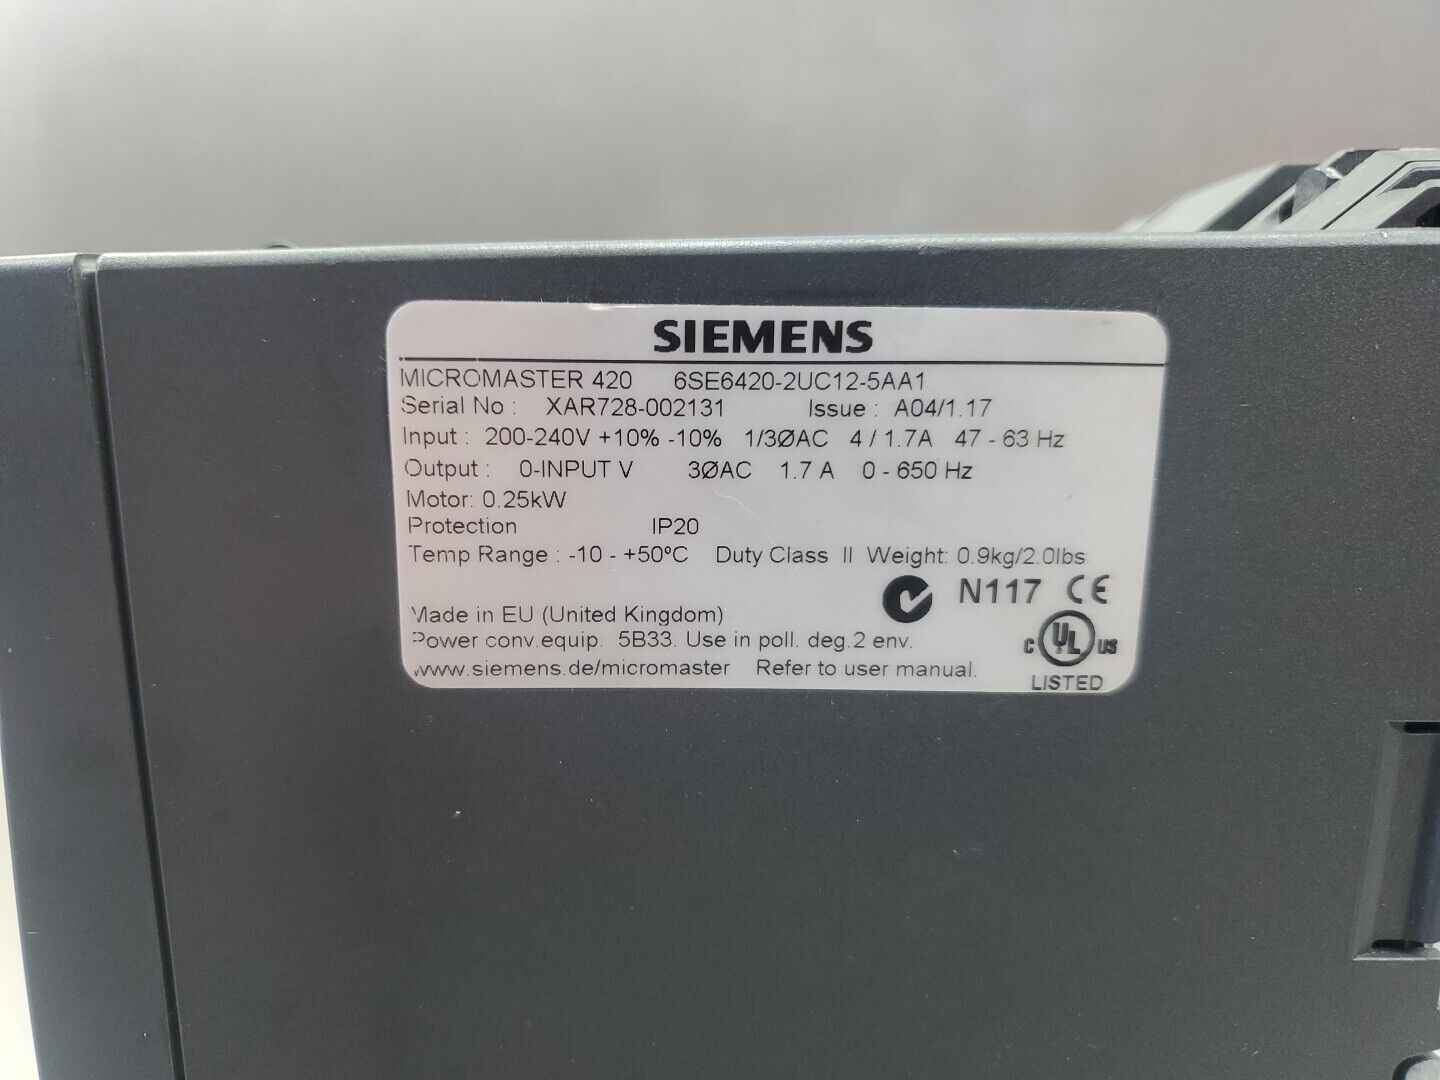 SIEMENS
MICROMASTER 420 6SE6420-2UC12-5AA1
Serial No : XAR728-002131 Issue : A04/1.17
Input : 200-240V +10% -10% 1/3ØAC 4 / 1.7A 47 - 63 Hz
Output : 0-INPUT V 3ØAC 1.7 A 0 - 650 Hz
Motor: 0.25kW
Protection IP20
Temp Range : -10 - +50ºC Duty Class II Weight: 0.9kg/2.0lbs
N117 CE
Made in EU (United Kingdom)
Power conv.equip. 5B33. Use in poll. deg.2 env.
C UL US
www.siemens.de/micromaster Refer to user manual.
LISTED